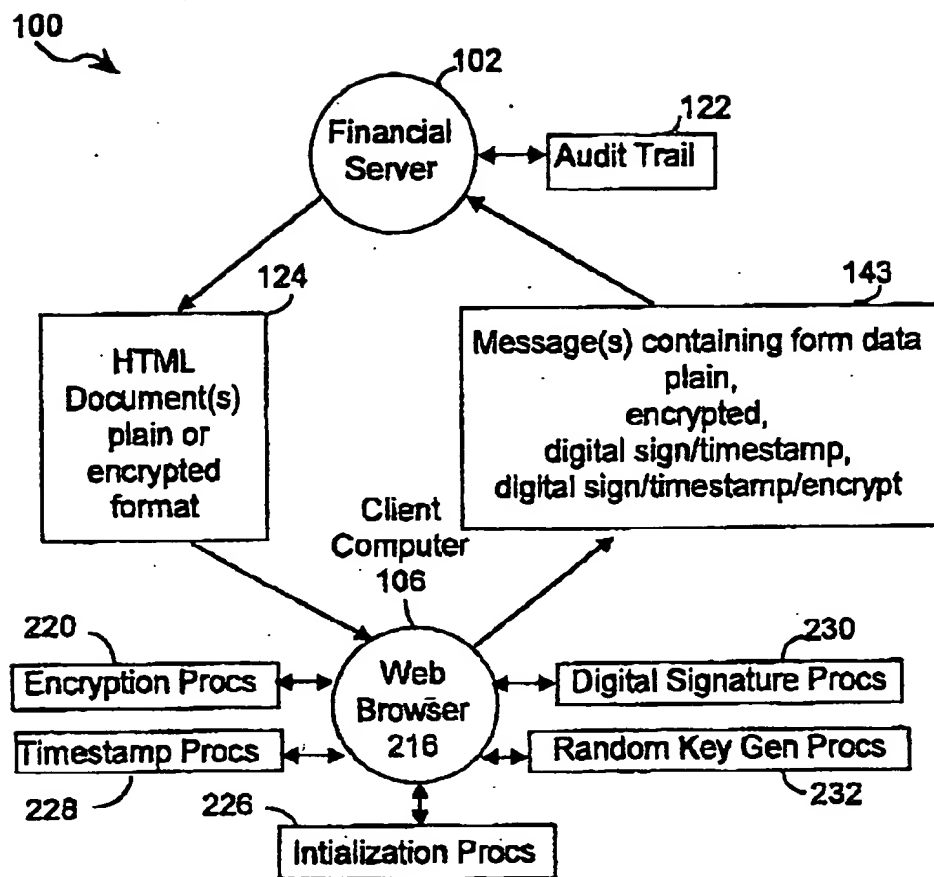 100
102
Financial
Server
122
Audit Trail
124
HTML
Document(s)
plain or
encrypted
format
143
Message(s) containing form data
plain,
encrypted,
digital sign/timestamp,
digital sign/timestamp/encrypt
Client
Computer
106
220
Encryption Procs
Web
Browser
216
230
Digital Signature Procs
Timestamp Procs
228
Random Key Gen Procs
232
226
Intialization Procs